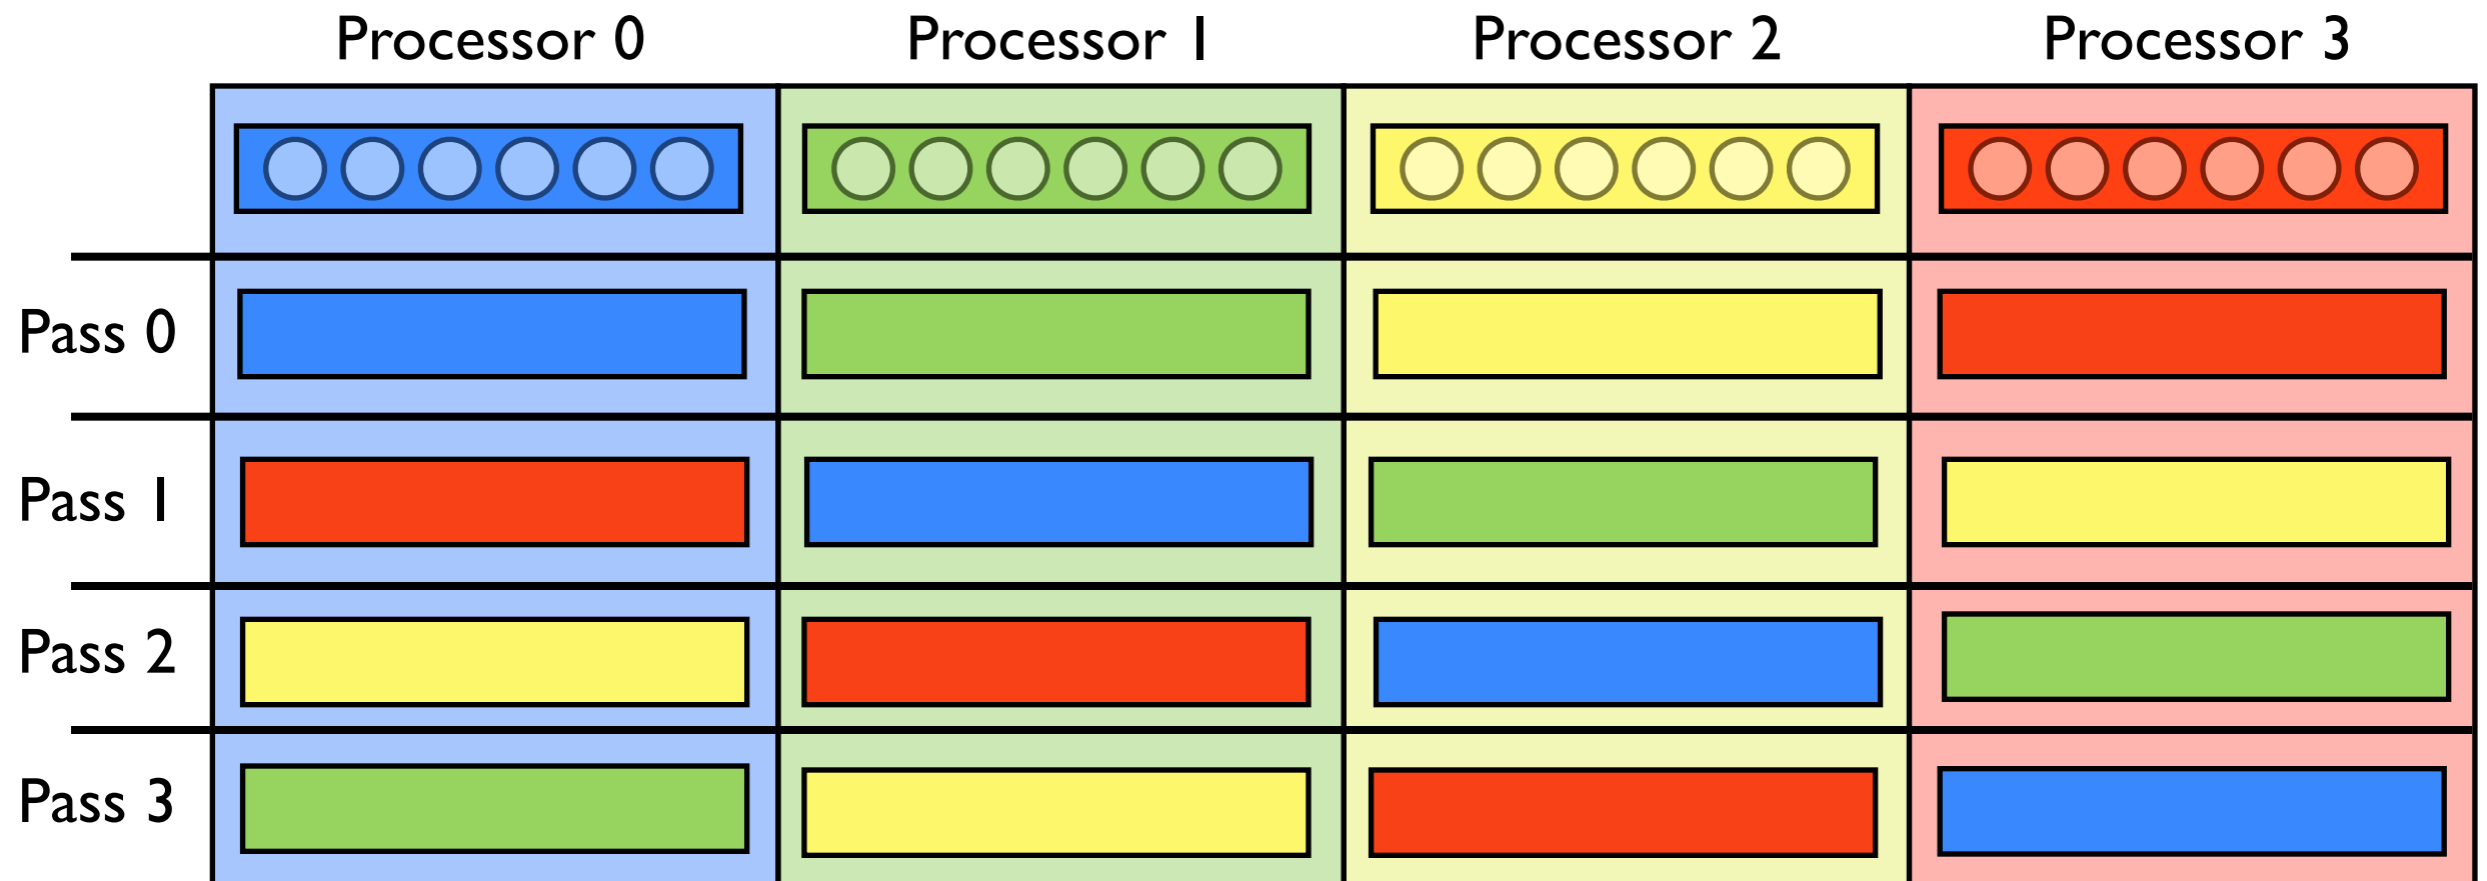 Processor 0 Processor 1 Processor 2 Processor 3
Pass 0
Pass 1
Pass 2
Pass 3